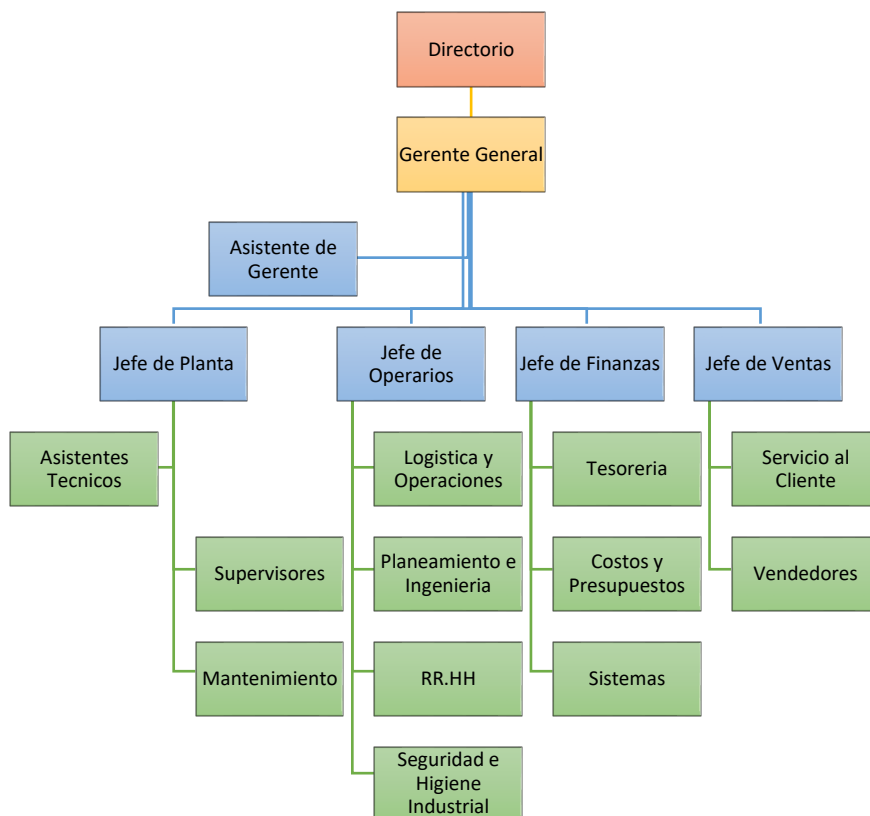 Directorio
Gerente General
Asistente de
Gerente
Jefe de Planta
Jefe de
Operarios
Jefe de Finanzas
Jefe de Ventas
Asistentes
Tecnicos
Logistica y
Operaciones
Tesoreria
Servicio al
Cliente
Supervisores
Planeamiento e
Ingenieria
Costos y
Presupuestos
Vendedores
Mantenimiento
RR.HH
Sistemas
Seguridad e
Higiene
Industrial